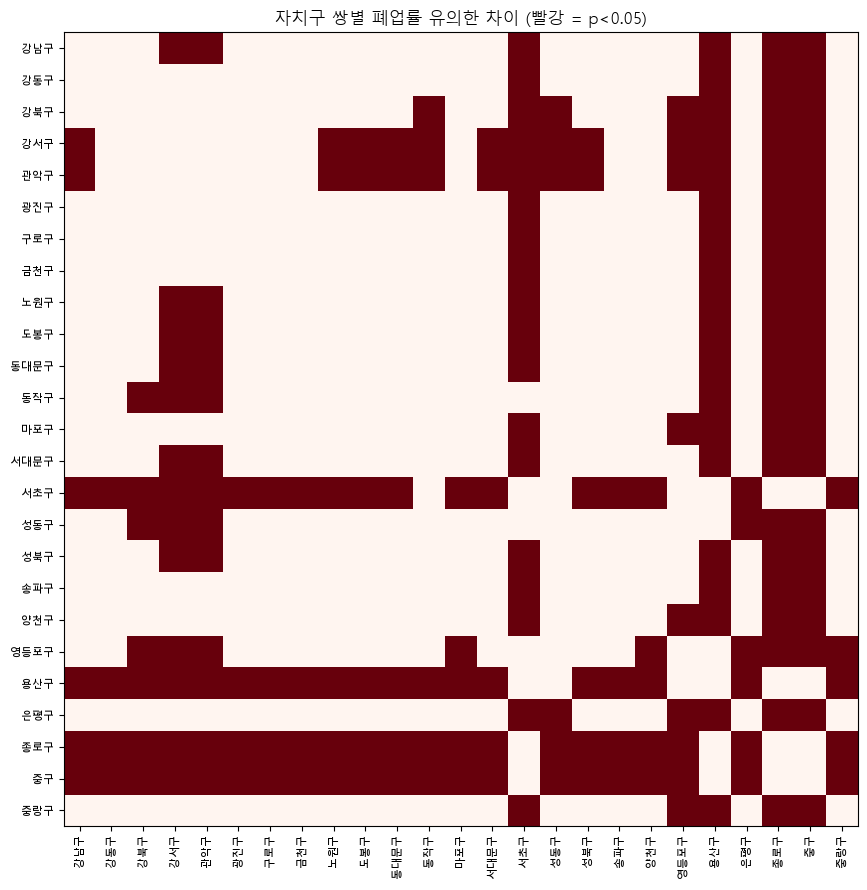 자치구 쌍별 폐업률 유의한 차이 (빨강 = p<0.05)
강남구
강동구
강북구
강서구
관악구
광진구
구로구
금천구
노원구
도봉구
동대문구
동작구
마포구
서대문구
서초구
성동구
성북구
송파구
양천구
영등포구
용산구
은평구
종로구
중구
중랑구
강남구
강동구
강북구
강서구
관악구
광진구
구로구
금천구
노원구
도봉구
동대문구
동작구
마포구
서대문구
서초구
성동구
성북구
송파구
양천구
영등포구
용산구
은평구
종로구
중구
중랑구